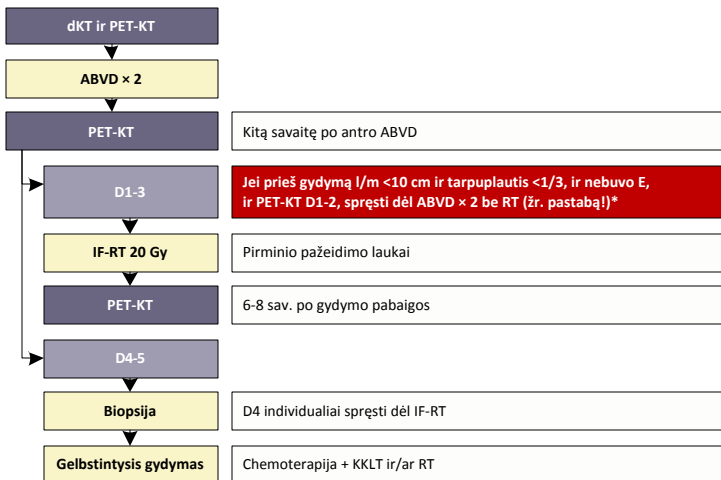 dKT ir PET-KT
ABVD × 2
PET-KT
Kitą savaitę po antro ABVD
D1-3
Jei prieš gydymą l/m <10 cm ir tarpuplautis <1/3, ir nebuvo E,
ir PET-KT D1-2, spręsti dėl ABVD × 2 be RT (žr. pastabą!)*
IF-RT 20 Gy
Pirminio pažeidimo laukai
PET-KT
6-8 sav. po gydymo pabaigos
D4-5
Biopsija
D4 individualiai spręsti dėl IF-RT
Gelbstintysis gydymas
Chemoterapija + KKLT ir/ar RT